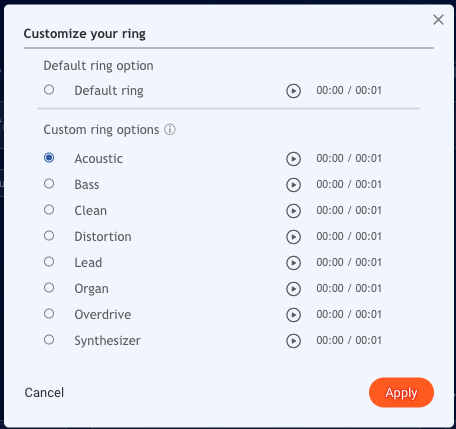 Customize your ring
Default ring option
Default ring 00:00 / 00:01
Custom ring options
Acoustic 00:00 / 00:01
Bass 00:00 / 00:01
Clean 00:00 / 00:01
Distortion 00:00 / 00:01
Lead 00:00 / 00:01
Organ 00:00 / 00:01
Overdrive 00:00 / 00:01
Synthesizer 00:00 / 00:01
Cancel Apply